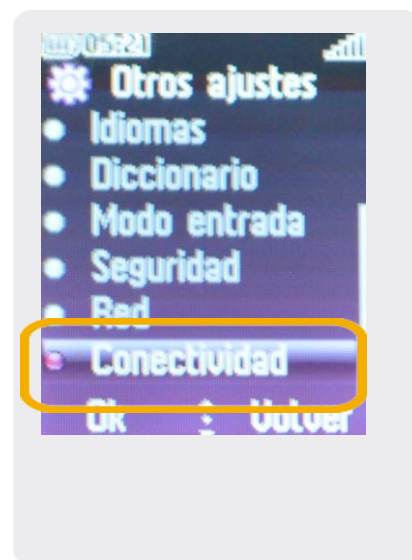 05:21
Otros ajustes
Idiomas
Diccionario
Modo entrada
Seguridad
Red
Conectividad
Ok Volver